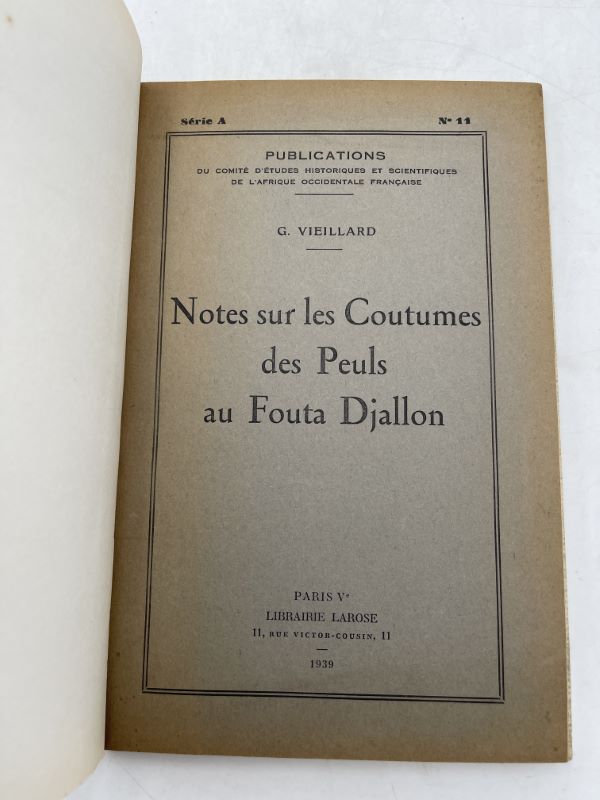 Série A
Nº 11
PUBLICATIONS
DU COMITÉ D'ÉTUDES HISTORIQUES ET SCIENTIFIQUES
DE L'AFRIQUE OCCIDENTALE FRANÇAISE
G. VIEILLARD
Notes sur les Coutumes
des Peuls
au Fouta Djallon
PARIS Vᵉ
LIBRAIRIE LAROSE
11, RUE VICTOR-COUSIN, 11
1939